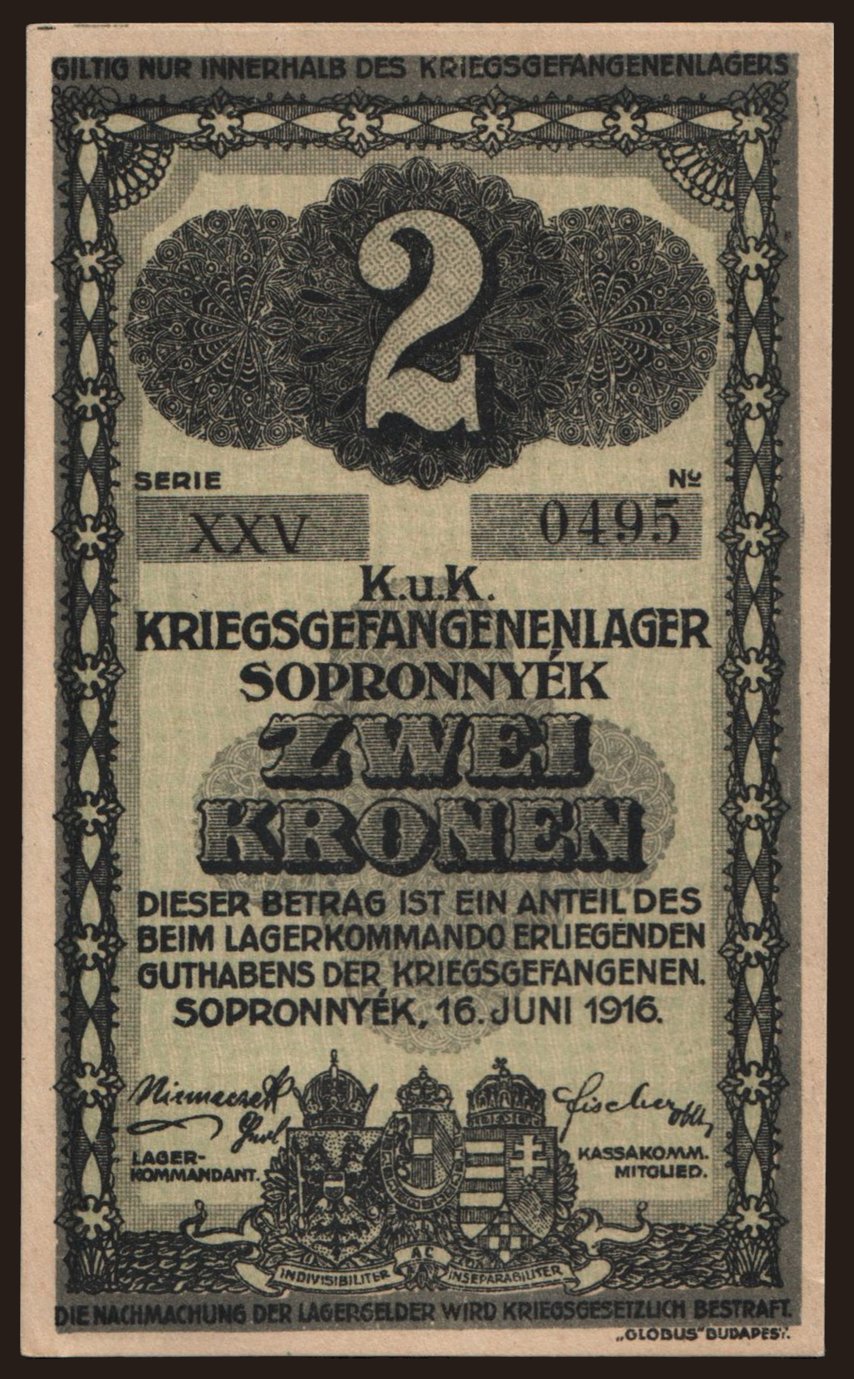 GILTIG NUR INNERHALB DES KRIEGSGEFANGENENLAGERS
2
SERIE No
XXV 0495
K.u.K.
KRIEGSGEFANGENENLAGER
SOPRONNYÉK
ZWEI
KRONEN
DIESER BETRAG IST EIN ANTEIL DES
BEIM LAGERKOMMANDO ERLIEGENDEN
GUTHABENS DER KRIEGSGEFANGENEN.
SOPRONNYÉK, 16. JUNI 1916.
Fischer
LAGER-
KOMMANDANT.
KASSAKOMM.
MITGLIED.
INDIVISIBILITER AC INSEPARABILITER
DIE NACHMACHUNG DER LAGERGELDER WIRD KRIEGSGESETZLICH BESTRAFT.
„GLOBUS" BUDAPEST.